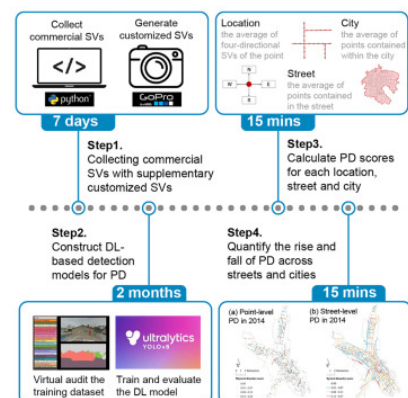 Collect
commercial SVs
Generate
customized SVs
</>
python
GoPro
7 days
Location
the average of
four-directional
SVs of the point
City
the average of
points contained
within the city
N
W
E
S
Street
the average of
points contained
in the street
15 mins
Step1.
Collecting commercial
SVs with supplementary
customized SVs
Step3.
Calculate PD scores
for each location,
street and city
Step2.
Construct DL-
based detection
models for PD
Step4.
Quantify the rise and
fall of PD across
streets and cities
2 months
15 mins
ultralytics
YOLOv8
Virtual audit the
training dataset
Train and evaluate
the DL model
(a) Point-level
PD in 2014
(b) Street-level
PD in 2014